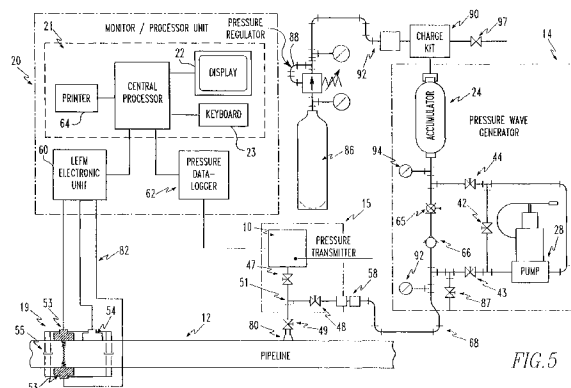 MONITOR / PROCESSOR UNIT
21
20
22
DISPLAY
CENTRAL
PROCESSOR
PRINTER
64
KEYBOARD
23
60
LEFM
ELECTRONIC
UNIT
62
PRESSURE
DATA-
LOGGER
82
PRESSURE
REGULATOR
88
86
92
90
CHARGE
KIT
97
14
ACCUMULATOR
24
PRESSURE WAVE
GENERATOR
94
44
65
42
66
28
PUMP
92
43
87
68
15
10
PRESSURE
TRANSMITTER
47
58
51
48
49
80
19
53
54
55
12
PIPELINE
53
FIG.5